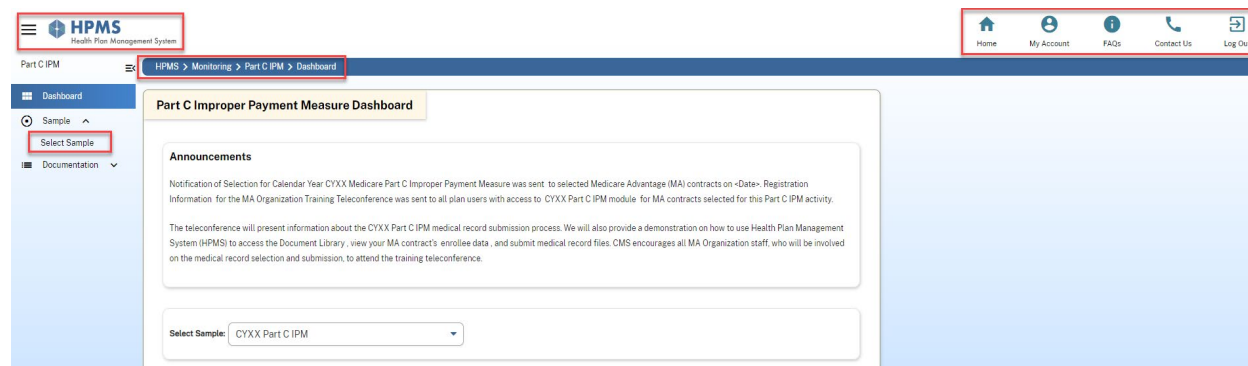 HPMS
Health Plan Management System
Home
My Account
FAQs
Contact Us
Log Ou
Part C IPM
HPMS > Monitoring > Part C IPM > Dashboard
Dashboard
Sample
Select Sample
Documentation
Part C Improper Payment Measure Dashboard
Announcements
Notification of Selection for Calendar Year CYXX Medicare Part C Improper Payment Measure was sent to selected Medicare Advantage (MA) contracts on <Date>. Registration
Information for the MA Organization Training Teleconference was sent to all plan users with access to CYXX Part C IPM module for MA contracts selected for this Part C IPM activity.
The teleconference will present information about the CYXX Part C IPM medical record submission process. We will also provide a demonstration on how to use Health Plan Management
System (HPMS) to access the Document Library , view your MA contract's enrollee data , and submit medical record files. CMS encourages all MA Organization staff, who will be involved
on the medical record selection and submission, to attend the training teleconference.
Select Sample: CYXX Part C IPM